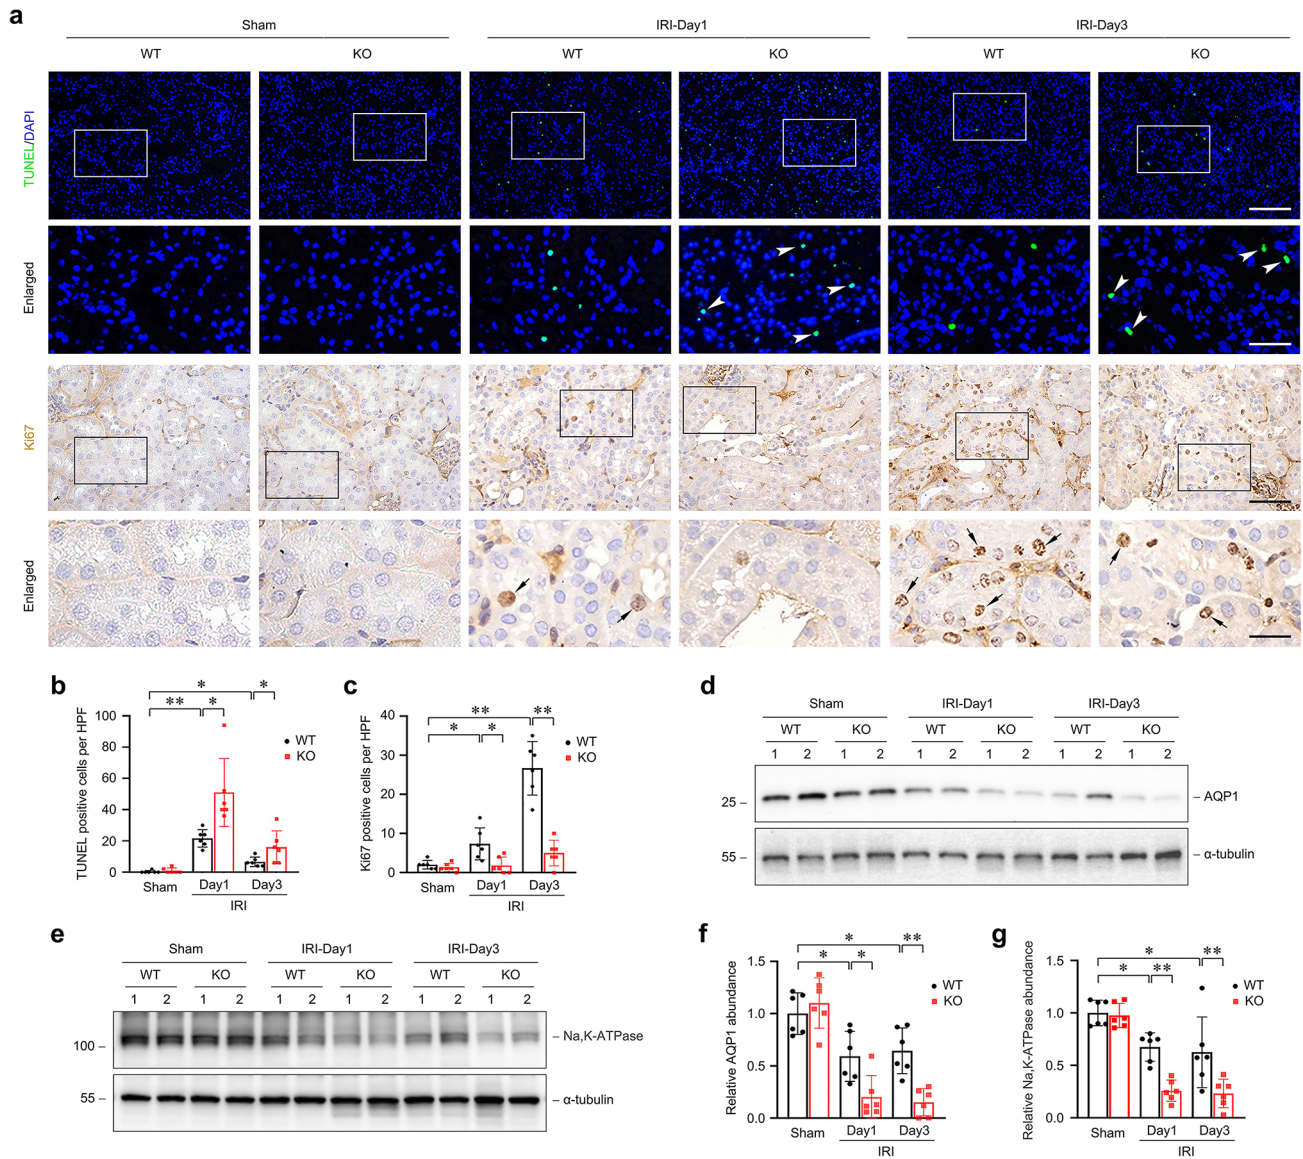 a
Sham IRI-Day1 IRI-Day3
WT KO WT KO WT KO
TUNEL/DAPI
Enlarged
Ki67
Enlarged
b
TUNEL positive cells per HPF
100
80
60
40
20
0
** * * *
WT
KO
Sham Day1 Day3
IRI
c
Ki67 positive cells per HPF
40
30
20
10
0
** * * **
WT
KO
Sham Day1 Day3
IRI
d
Sham IRI-Day1 IRI-Day3
WT KO WT KO WT KO
1 2 1 2 1 2 1 2 1 2 1 2
25 – – AQP1
55 – – α-tubulin
e
Sham IRI-Day1 IRI-Day3
WT KO WT KO WT KO
1 2 1 2 1 2 1 2 1 2 1 2
100 – – Na,K-ATPase
55 – – α-tubulin
f
Relative AQP1 abundance
1.5
1.0
0.5
0.0
* * * **
WT
KO
Sham Day1 Day3
IRI
g
Relative Na,K-ATPase abundance
1.5
1.0
0.5
0.0
* * ** **
WT
KO
Sham Day1 Day3
IRI